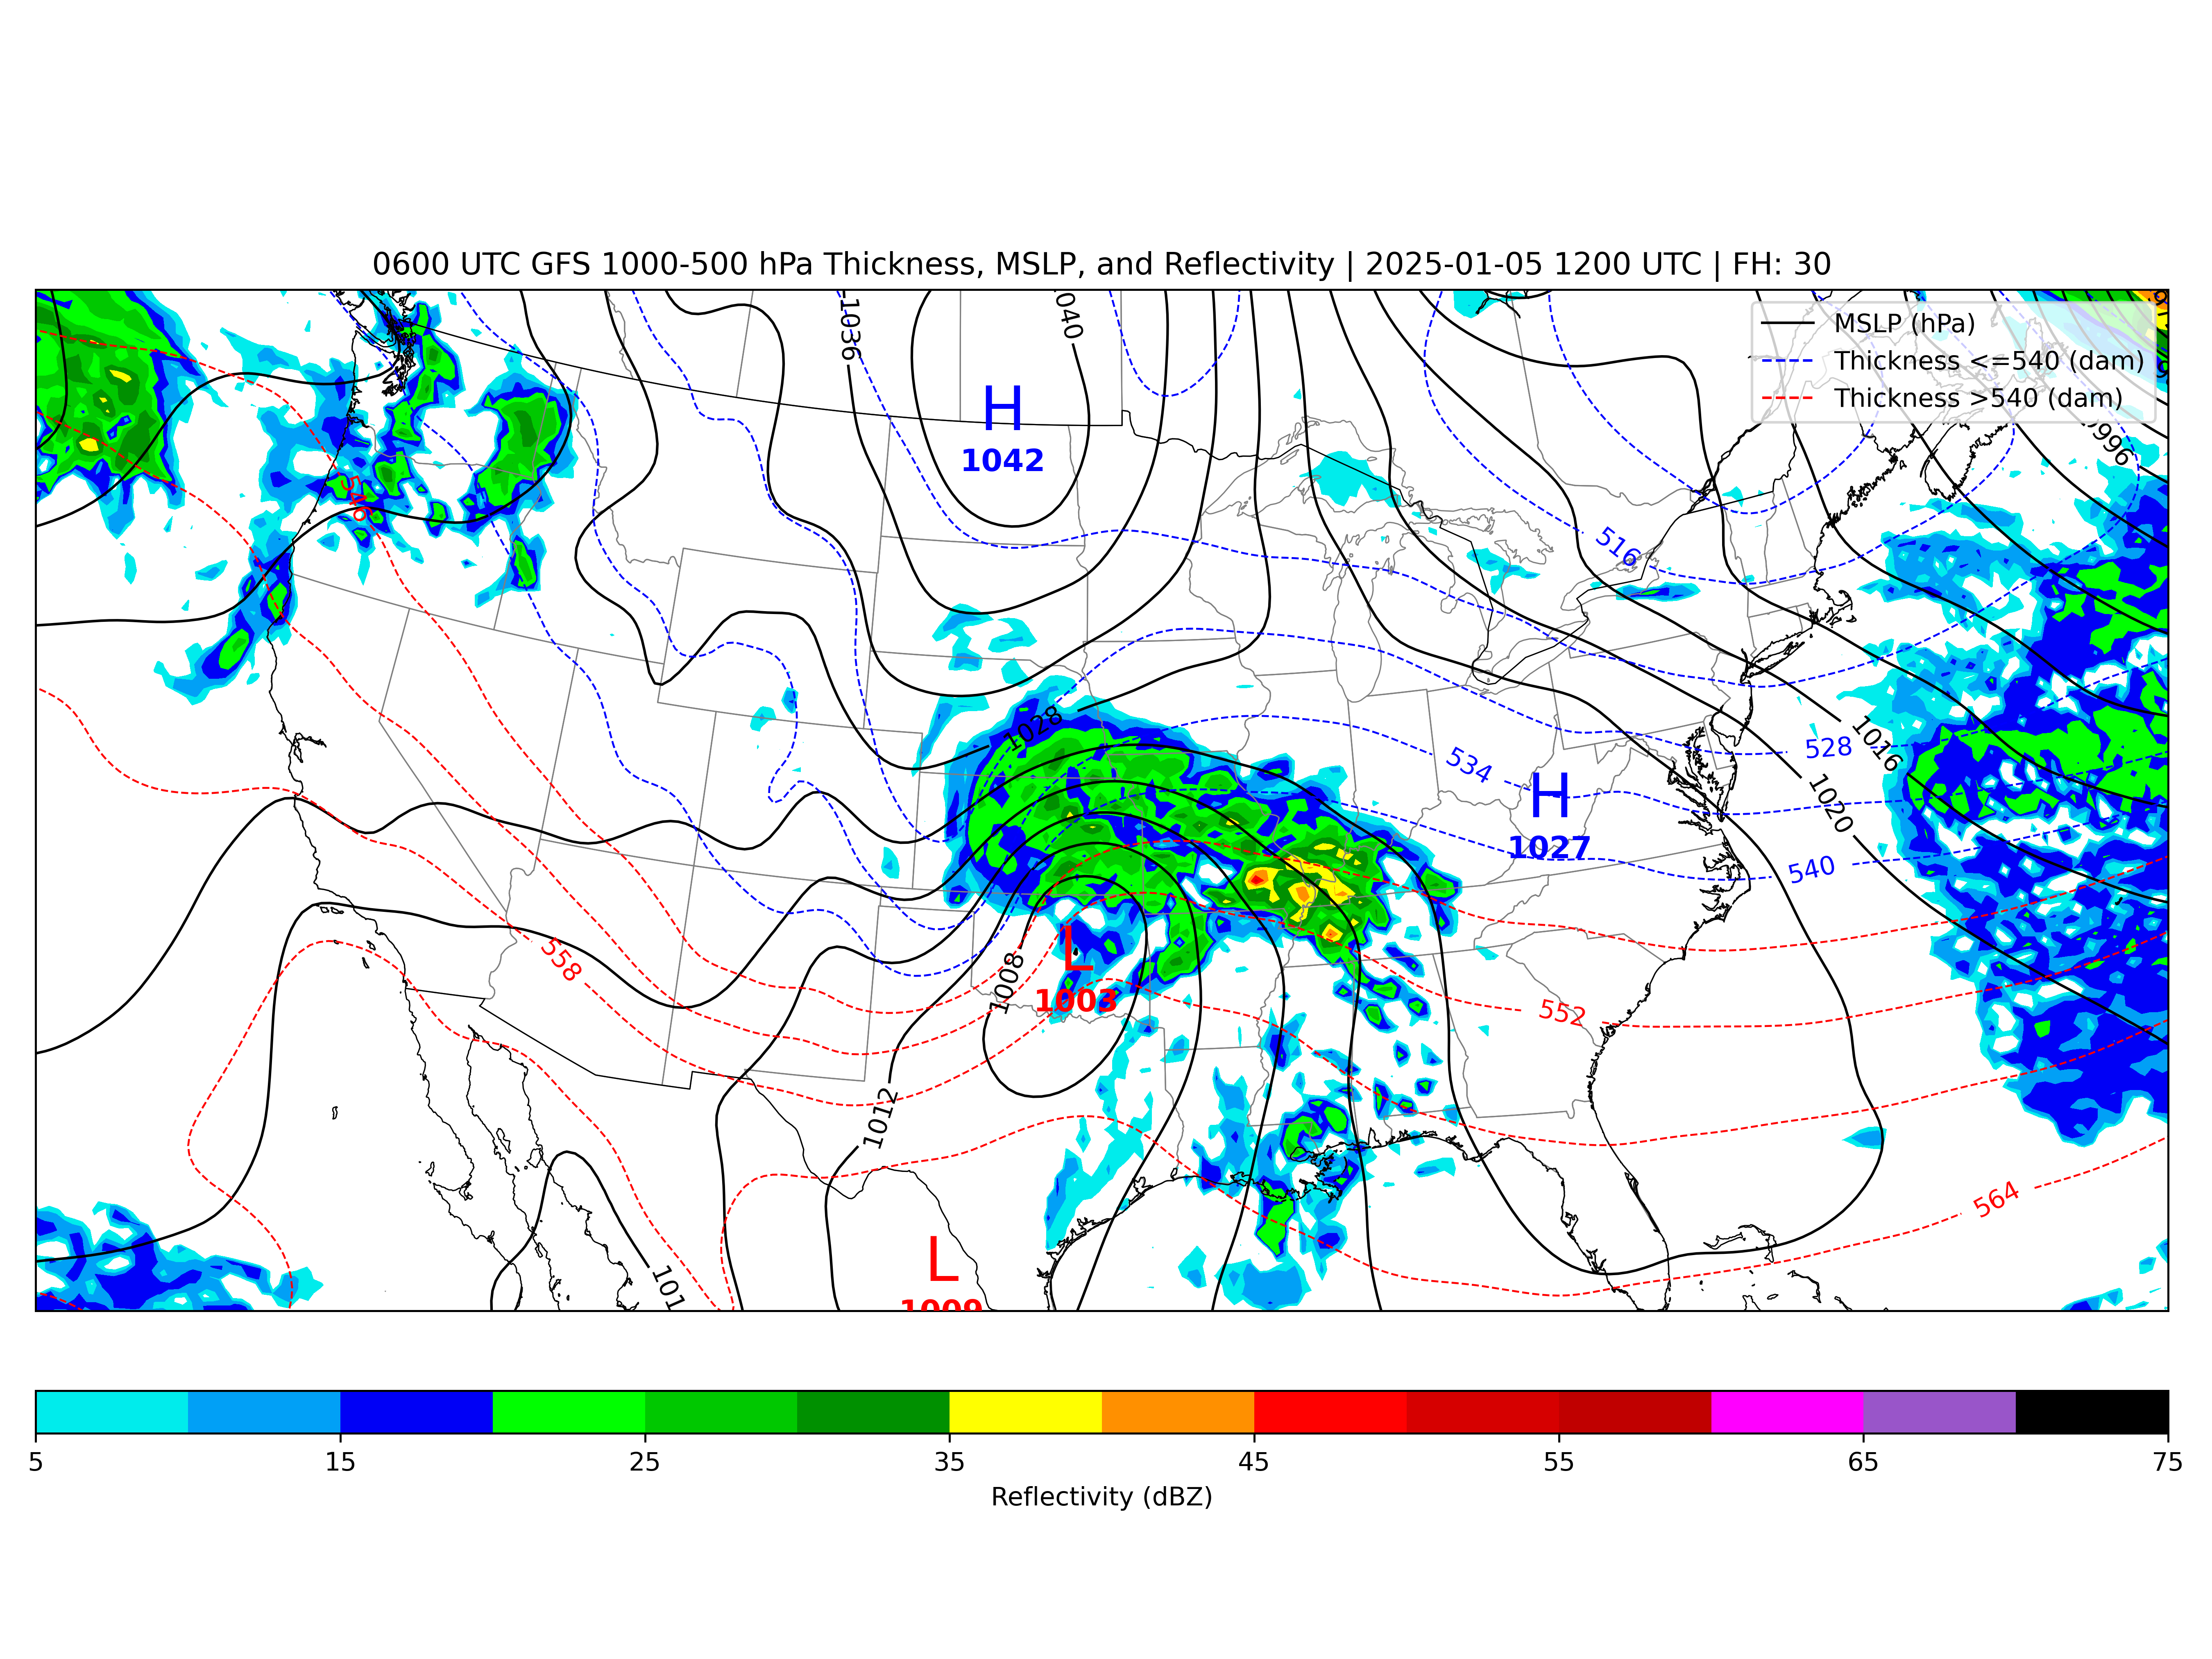 0600 UTC GFS 1000-500 hPa Thickness, MSLP, and Reflectivity | 2025-01-05 1200 UTC | FH: 30
MSLP (hPa)
Thickness <=540 (dam)
Thickness >540 (dam)
1036
040
H
1042
996
546
516
1028
1016
528
534
H
1027
1020
540
558
1008
L
1003
552
1012
564
L
1009
101
5 15 25 35 45 55 65 75
Reflectivity (dBZ)